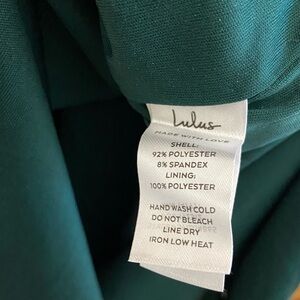 Lulus
MADE WITH LOVE
SHELL:
92% POLYESTER
8% SPANDEX
LINING:
100% POLYESTER
HAND WASH COLD
DO NOT BLEACH
LINE DRY
IRON LOW HEAT